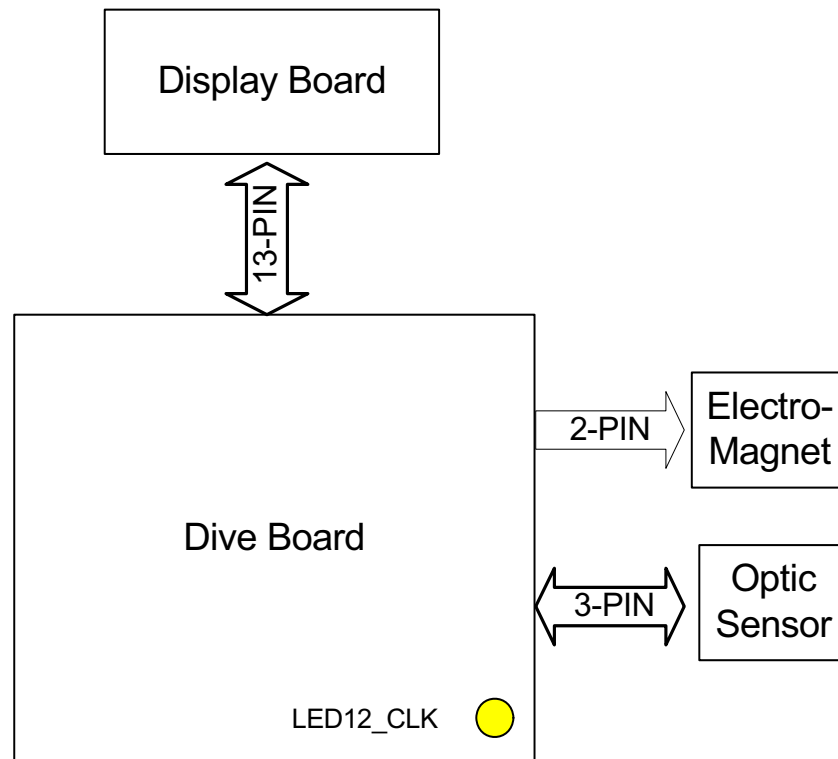 Display Board
13-PIN
2-PIN
Electro-
Magnet
Dive Board
3-PIN
Optic
Sensor
LED12_CLK